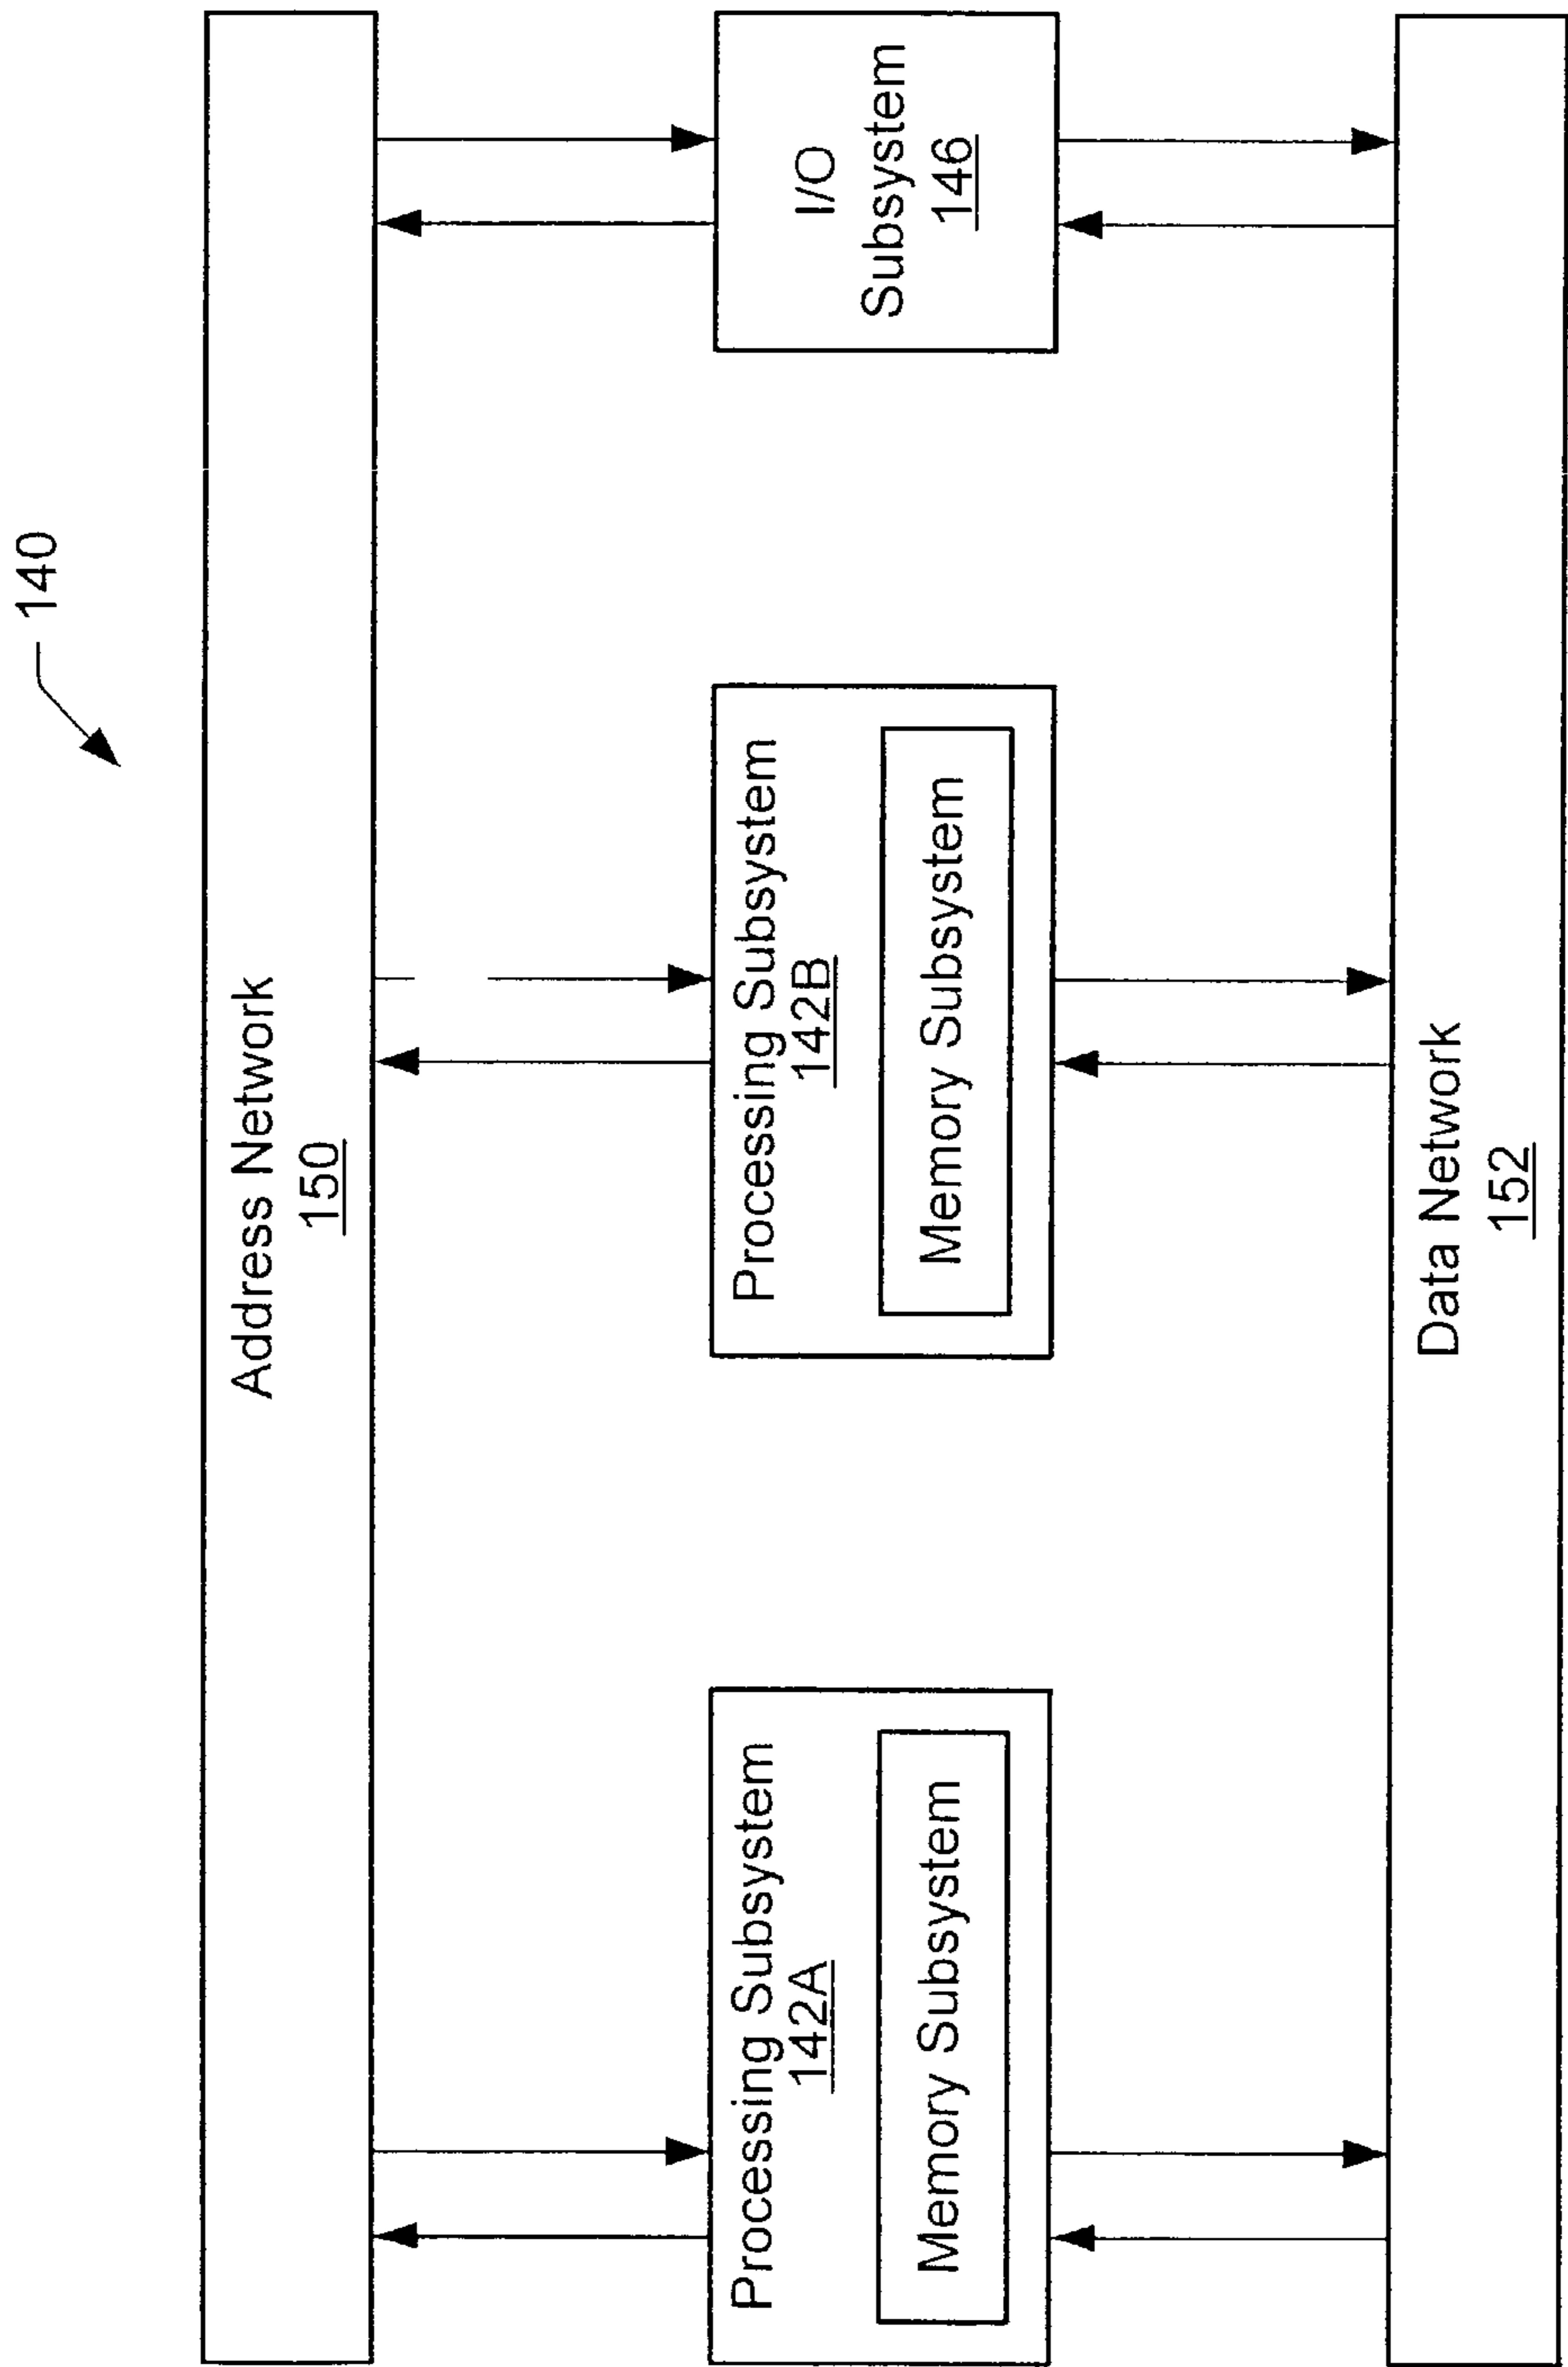 140
Address Network
150
Processing Subsystem
142A
Memory Subsystem
Processing Subsystem
142B
Memory Subsystem
I/O
Subsystem
146
Data Network
152